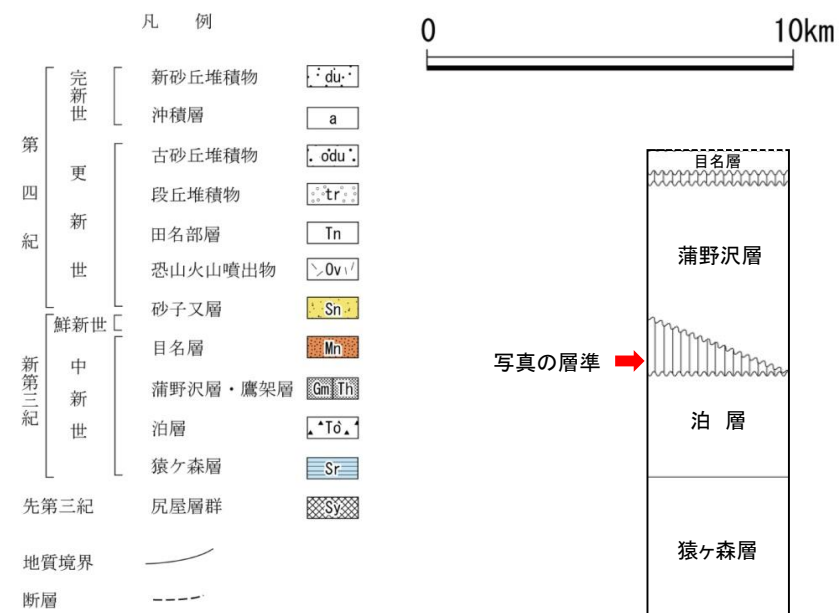 凡 例
第四紀
完新世
新砂丘堆積物 du
沖積層 a
更新世
古砂丘堆積物 odu
段丘堆積物 tr
田名部層 Tn
恐山火山噴出物 Ov
砂子又層 Sn
新第三紀
鮮新世
中新世
目名層 Mn
蒲野沢層・鷹架層 Gm Th
泊層 To
猿ケ森層 Sr
先第三紀 尻屋層群 Sy
地質境界
断層
0 10km
目名層
蒲野沢層
写真の層準
泊 層
猿ヶ森層